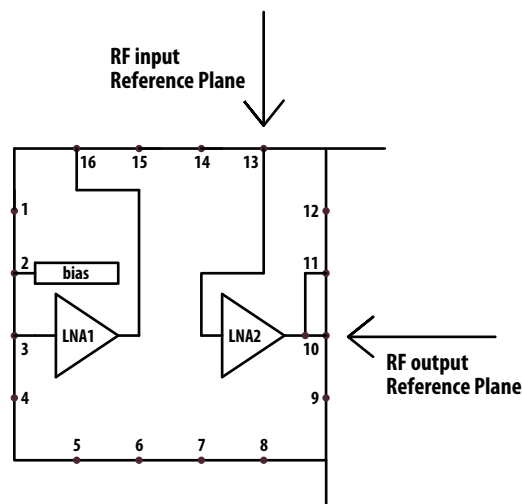 RF input
Reference Plane
16 15 14 13
1 12
2 bias 11
LNA1 LNA2
3 10
RF output
Reference Plane
4 9
5 6 7 8